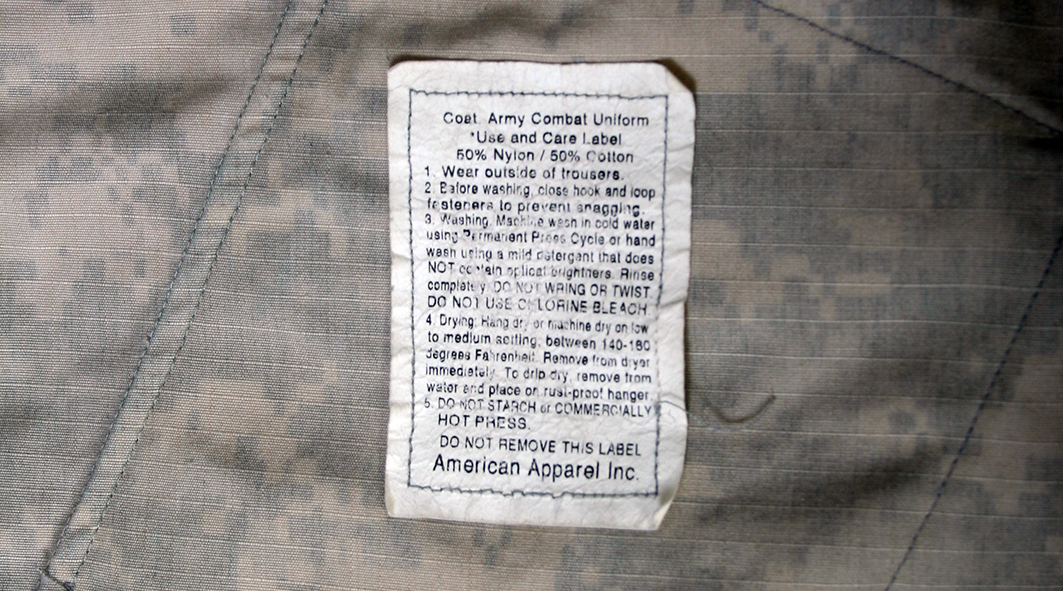 Coat, Army Combat Uniform
*Use and Care Label
50% Nylon / 50% Cotton
1. Wear outside of trousers.
2. Before washing, close hook and loop
fasteners to prevent snagging.
3. Washing. Machine wash in cold water
using Permanent Press Cycle or hand
wash using a mild detergent that does
NOT contain optical brightners. Rinse
completely. DO NOT WRING OR TWIST.
DO NOT USE CHLORINE BLEACH.
4. Drying: Hang dry or machine dry on low
to medium setting; between 140-180
degrees Fahrenheit. Remove from dryer
immediately. To drip dry, remove from
water and place on rust-proof hanger.
5. DO NOT STARCH or COMMERCIALLY
HOT PRESS.
DO NOT REMOVE THIS LABEL
American Apparel Inc.